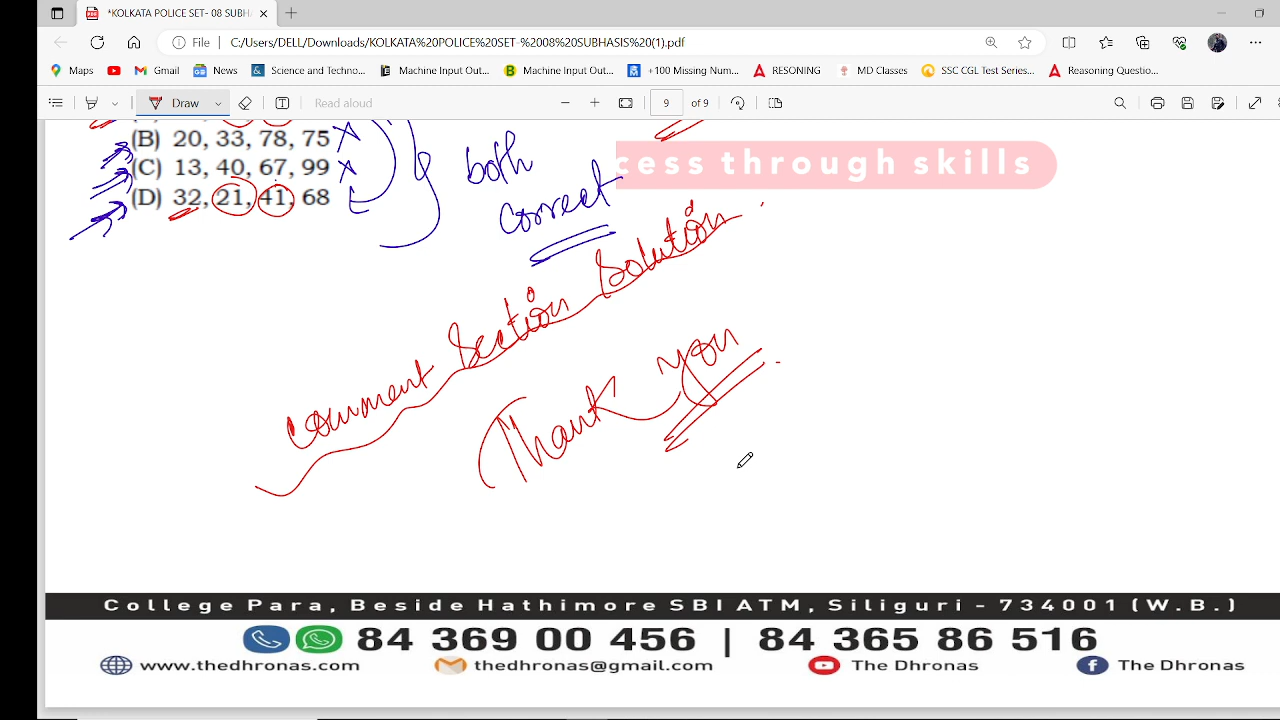 *KOLKATA POLICE SET- 08 SUBH
File C:/Users/DELL/Downloads/KOLKATA%20POLICE%20SET-%2008%20SUBHASIS%20(1).pdf
Maps Gmail News Science and Techno... Machine Input Out... Machine Input Out... +100 Missing Num... RESONING MD Classes SSC CGL Test Series... Reasoning Questio...
Draw Read aloud 9 of 9
(B) 20, 33, 78, 75
(C) 13, 40, 67, 99
(D) 32, 21, 41, 68
both
correct
cess through skills
comment Section Solution
Thank you
College Para, Beside Hathimore SBI ATM, Siliguri - 734001 (W.B.)
84 369 00 456 | 84 365 86 516
www.thedhronas.com thedhronas@gmail.com The Dhronas The Dhronas